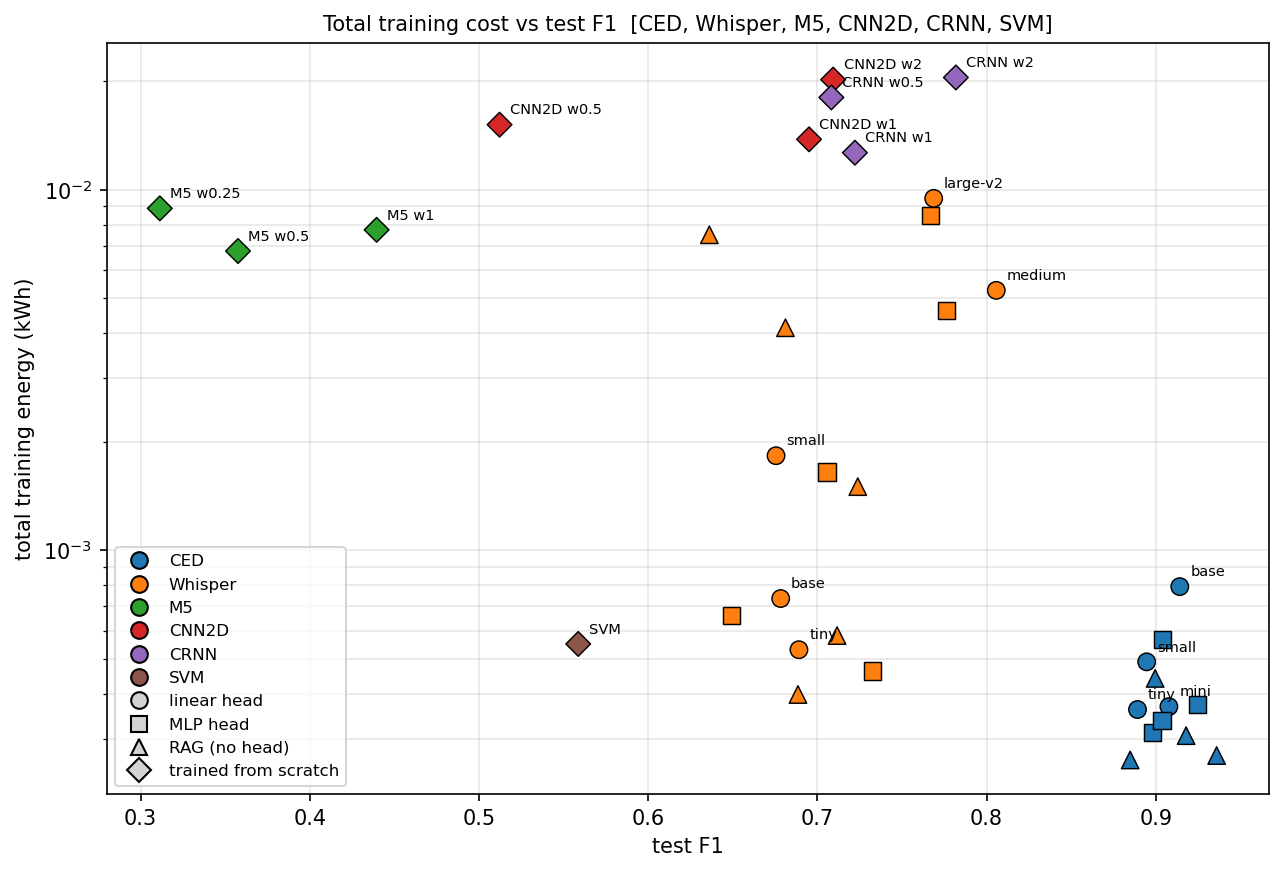 Total training cost vs test F1  [CED, Whisper, M5, CNN2D, CRNN, SVM]
CNN2D w2
CRNN w2
CRNN w0.5
CNN2D w0.5
CNN2D w1
CRNN w1
large-v2
M5 w0.25
M5 w1
M5 w0.5
medium
small
base
base
SVM
tiny
small
tiny
mini
total training energy (kWh)
10⁻²
10⁻³
CED
Whisper
M5
CNN2D
CRNN
SVM
linear head
MLP head
RAG (no head)
trained from scratch
0.3 0.4 0.5 0.6 0.7 0.8 0.9
test F1